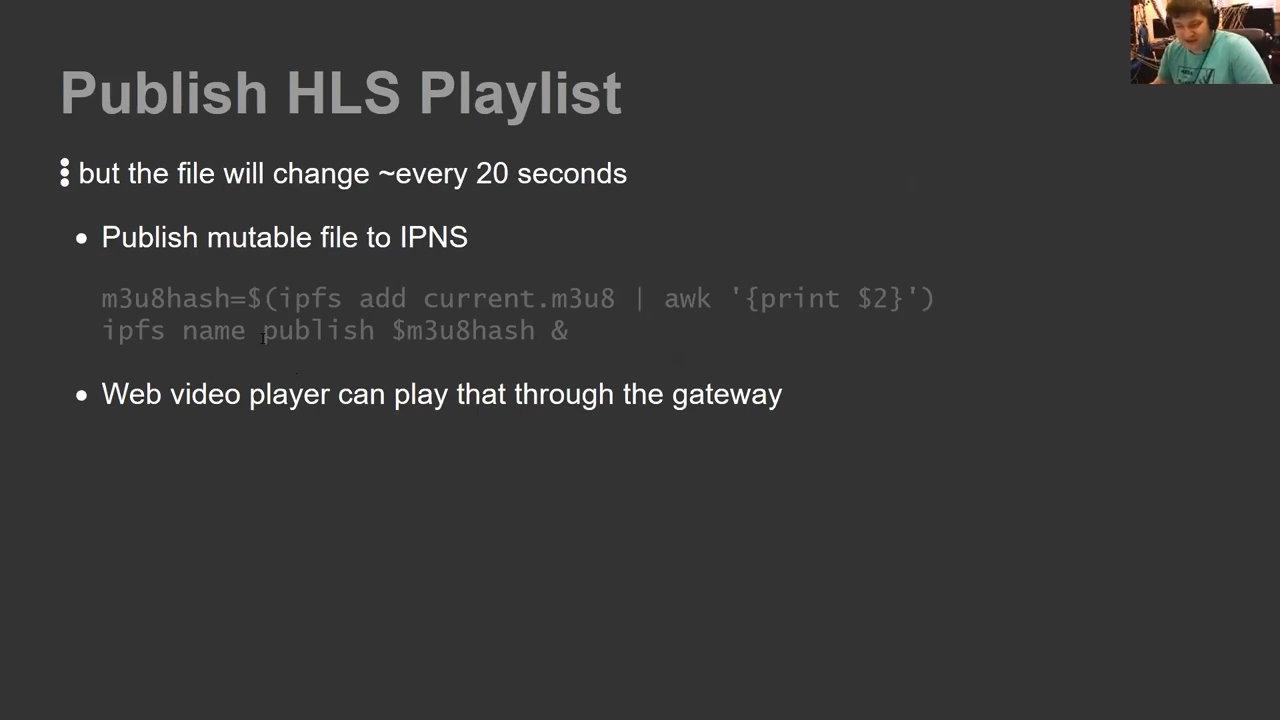 Publish HLS Playlist
but the file will change ~every 20 seconds
• Publish mutable file to IPNS
m3u8hash=$(ipfs add current.m3u8 | awk '{print $2}')
ipfs name publish $m3u8hash &
• Web video player can play that through the gateway